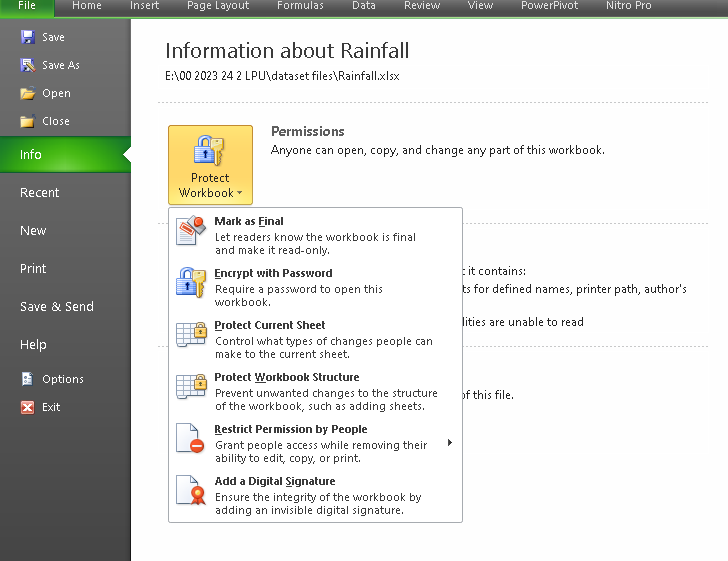 File Home Insert Page Layout Formulas Data Review View PowerPivot Nitro Pro
Save
Save As
Open
Close
Info
Recent
New
Print
Save & Send
Help
Options
Exit
Information about Rainfall
E:\00 2023 24 2 LPU\dataset files\Rainfall.xlsx
Protect
Workbook
Permissions
Anyone can open, copy, and change any part of this workbook.
Mark as Final
Let readers know the workbook is final
and make it read-only.
Encrypt with Password
Require a password to open this
workbook.
Protect Current Sheet
Control what types of changes people can
make to the current sheet.
Protect Workbook Structure
Prevent unwanted changes to the structure
of the workbook, such as adding sheets.
Restrict Permission by People
Grant people access while removing their
ability to edit, copy, or print.
Add a Digital Signature
Ensure the integrity of the workbook by
adding an invisible digital signature.
it contains:
ts for defined names, printer path, author's
lities are unable to read
of this file.